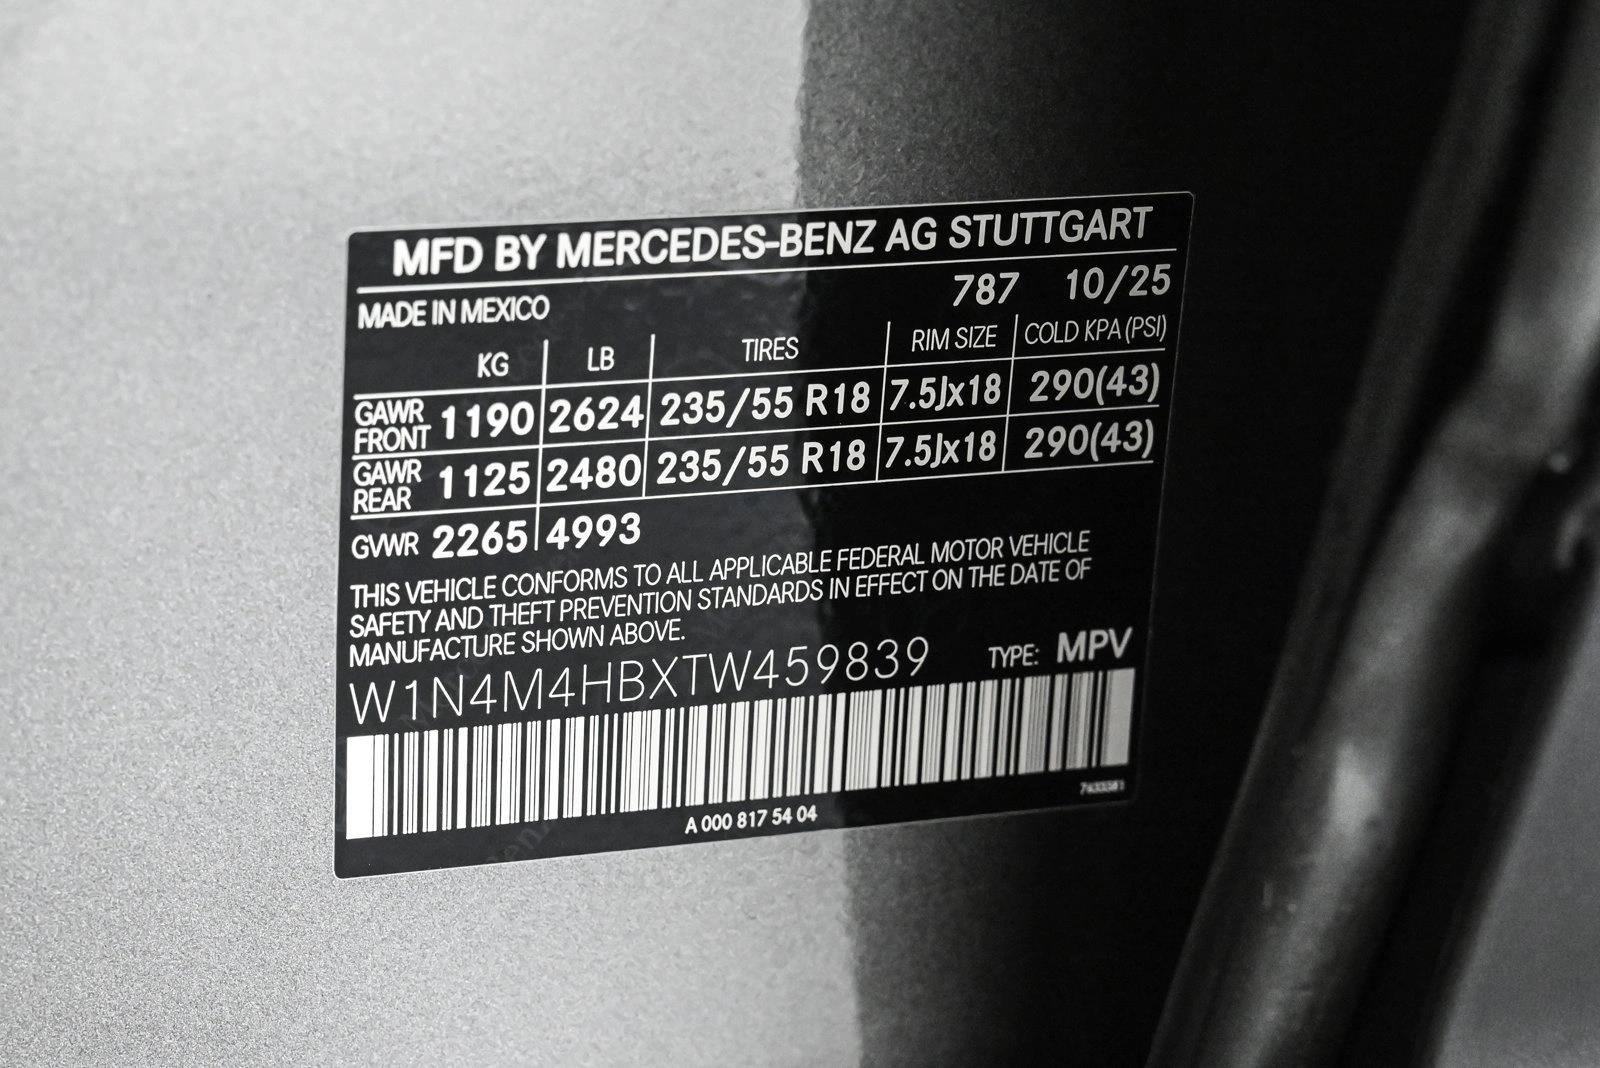 MFD BY MERCEDES-BENZ AG STUTTGART
MADE IN MEXICO 787 10/25
KG LB TIRES RIM SIZE COLD KPA (PSI)
GAWR FRONT 1190 2624 235/55 R18 7.5Jx18 290(43)
GAWR REAR 1125 2480 235/55 R18 7.5Jx18 290(43)
GVWR 2265 4993
THIS VEHICLE CONFORMS TO ALL APPLICABLE FEDERAL MOTOR VEHICLE
SAFETY AND THEFT PREVENTION STANDARDS IN EFFECT ON THE DATE OF
MANUFACTURE SHOWN ABOVE.
W1N4M4HBXTW459839 TYPE: MPV
A 000 817 54 04